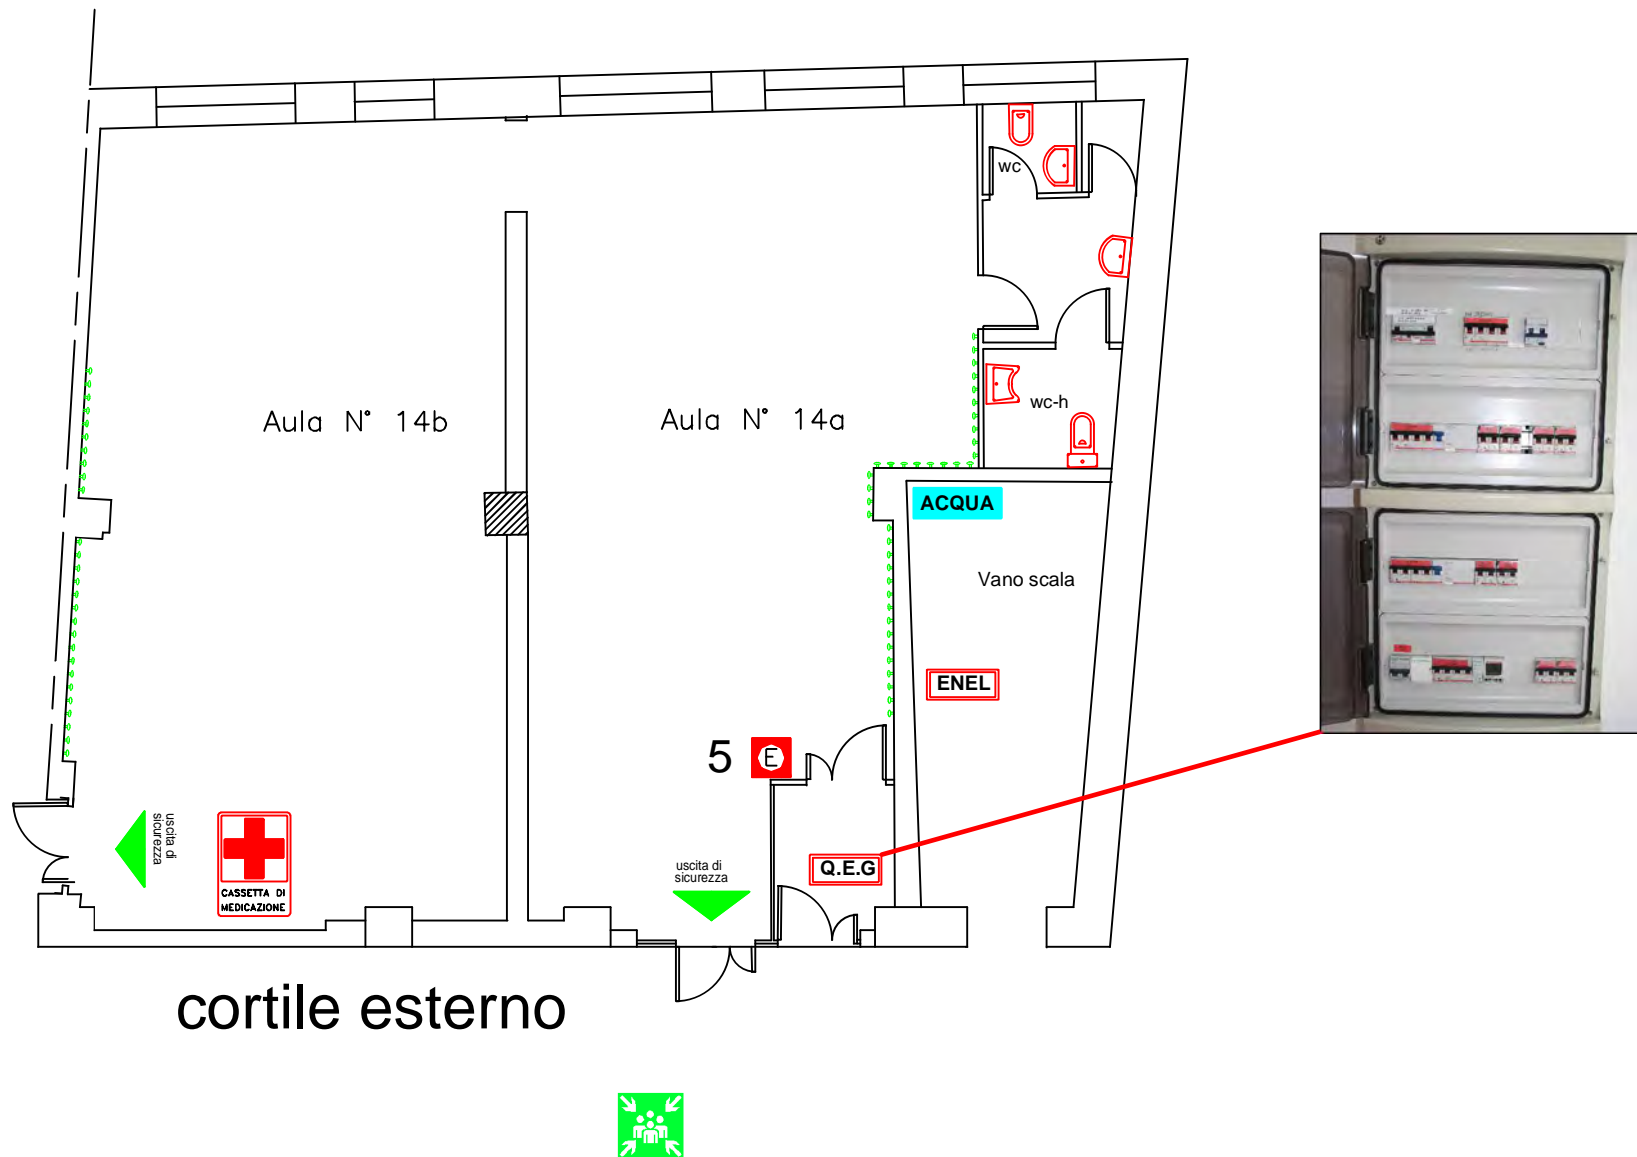 wc
wc-h
Aula N° 14b
Aula N° 14a
ACQUA
Vano scala
ENEL
5 E
Q.E.G
uscita di
sicurezza
CASSETTA DI
MEDICAZIONE
uscita di
sicurezza
cortile esterno